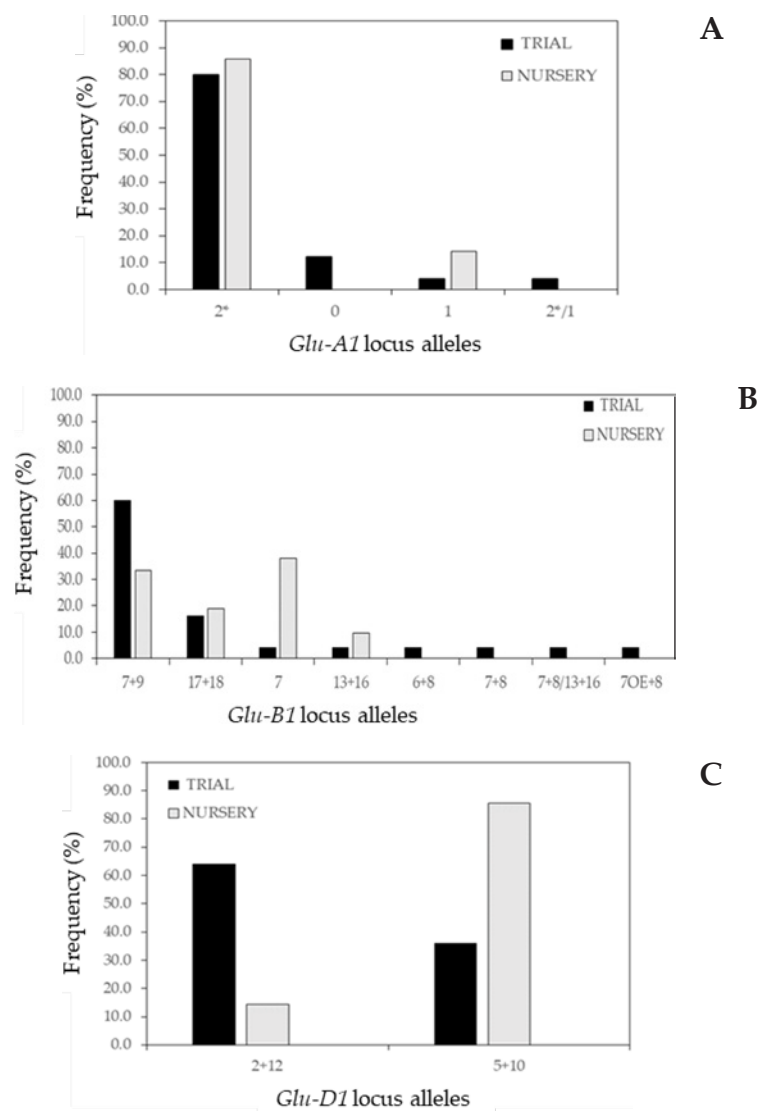 A
100.0
90.0
80.0
70.0
60.0
50.0
40.0
30.0
20.0
10.0
0.0
Frequency (%)
TRIAL
NURSERY
2* 0 1 2*/1
Glu-A1 locus alleles
B
100.0
90.0
80.0
70.0
60.0
50.0
40.0
30.0
20.0
10.0
0.0
Frequency (%)
TRIAL
NURSERY
7+9 17+18 7 13+16 6+8 7+8 7+8/13+16 7OE+8
Glu-B1 locus alleles
C
100.0
90.0
80.0
70.0
60.0
50.0
40.0
30.0
20.0
10.0
0.0
Frequency (%)
TRIAL
NURSERY
2+12 5+10
Glu-D1 locus alleles